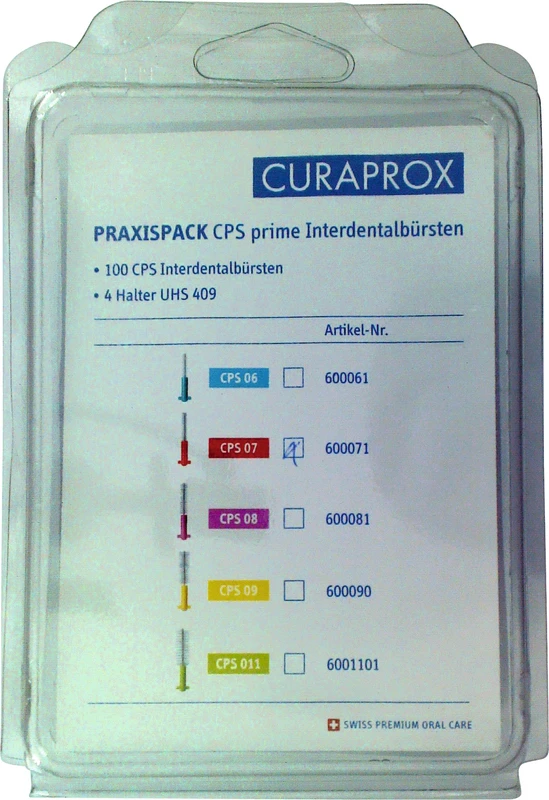 CURAPROX
PRAXISPACK CPS prime Interdentalbürsten
• 100 CPS Interdentalbürsten
• 4 Halter UHS 409
Artikel-Nr.
CPS 06 600061
CPS 07 600071
CPS 08 600081
CPS 09 600090
CPS 011 6001101
SWISS PREMIUM ORAL CARE